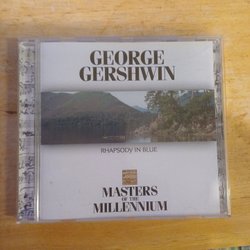 GEORGE
GERSHWIN
RHAPSODY IN BLUE
MASTERS
OF THE
MILLENNIUM